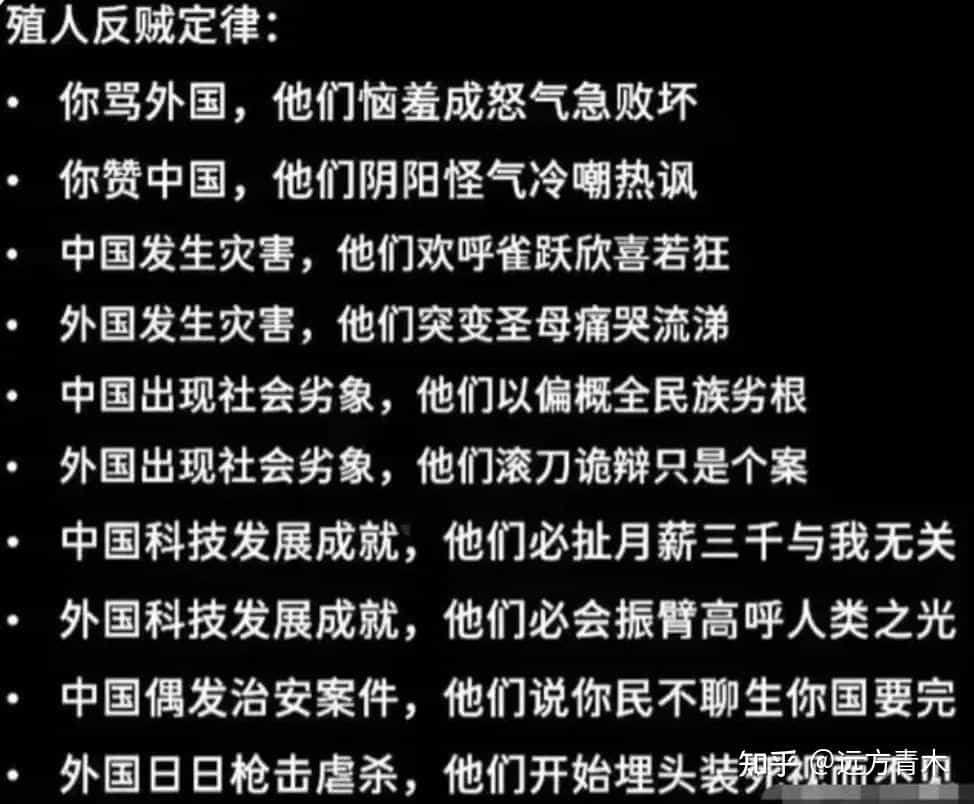 殖人反贼定律：
• 你骂外国，他们恼羞成怒气急败坏
• 你赞中国，他们阴阳怪气冷嘲热讽
• 中国发生灾害，他们欢呼雀跃欣喜若狂
• 外国发生灾害，他们突变圣母痛哭流涕
• 中国出现社会劣象，他们以偏概全民族劣根
• 外国出现社会劣象，他们滚刀诡辩只是个案
• 中国科技发展成就，他们必扯月薪三千与我无关
• 外国科技发展成就，他们必会振臂高呼人类之光
• 中国偶发治安案件，他们说你民不聊生你国要完
• 外国日日枪击虐杀，他们开始埋头装
知乎 @远方青木